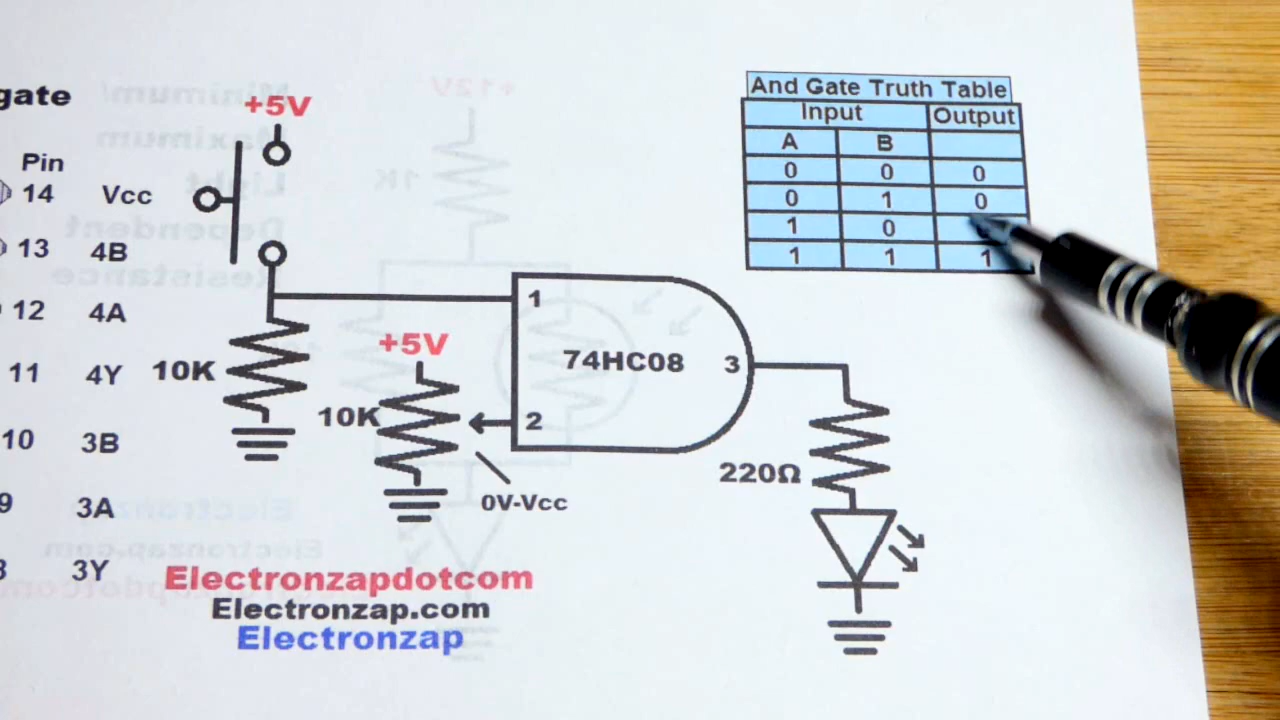 gate
Pin
14 Vcc
13 4B
12 4A
11 4Y
10 3B
9 3A
3Y
+5V
10K
+5V
10K
1
2
74HC08
3
0V-Vcc
220Ω
And Gate Truth Table
Input Output
A B
0 0 0
0 1 0
1 0
1 1 1
Electronzapdotcom
Electronzap.com
Electronzap